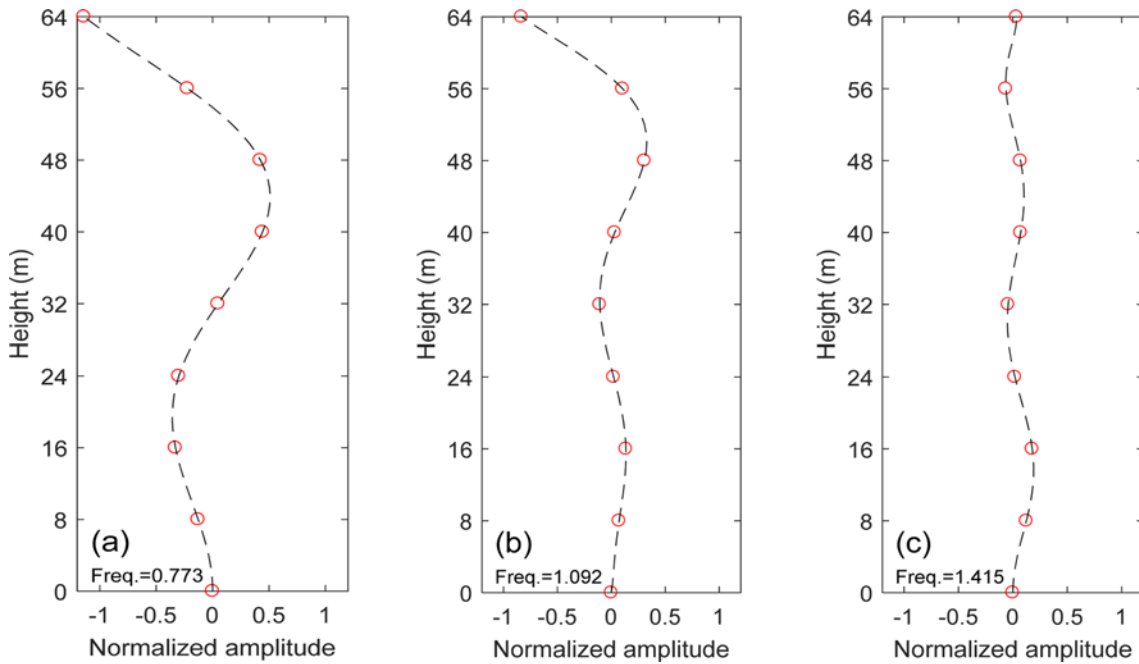 64
56
48
40
32
24
16
8
0
Height (m)
(a)
Freq.=0.773
-1 -0.5 0 0.5 1
Normalized amplitude
64
56
48
40
32
24
16
8
0
Height (m)
(b)
Freq.=1.092
-1 -0.5 0 0.5 1
Normalized amplitude
64
56
48
40
32
24
16
8
0
Height (m)
(c)
Freq.=1.415
-1 -0.5 0 0.5 1
Normalized amplitude